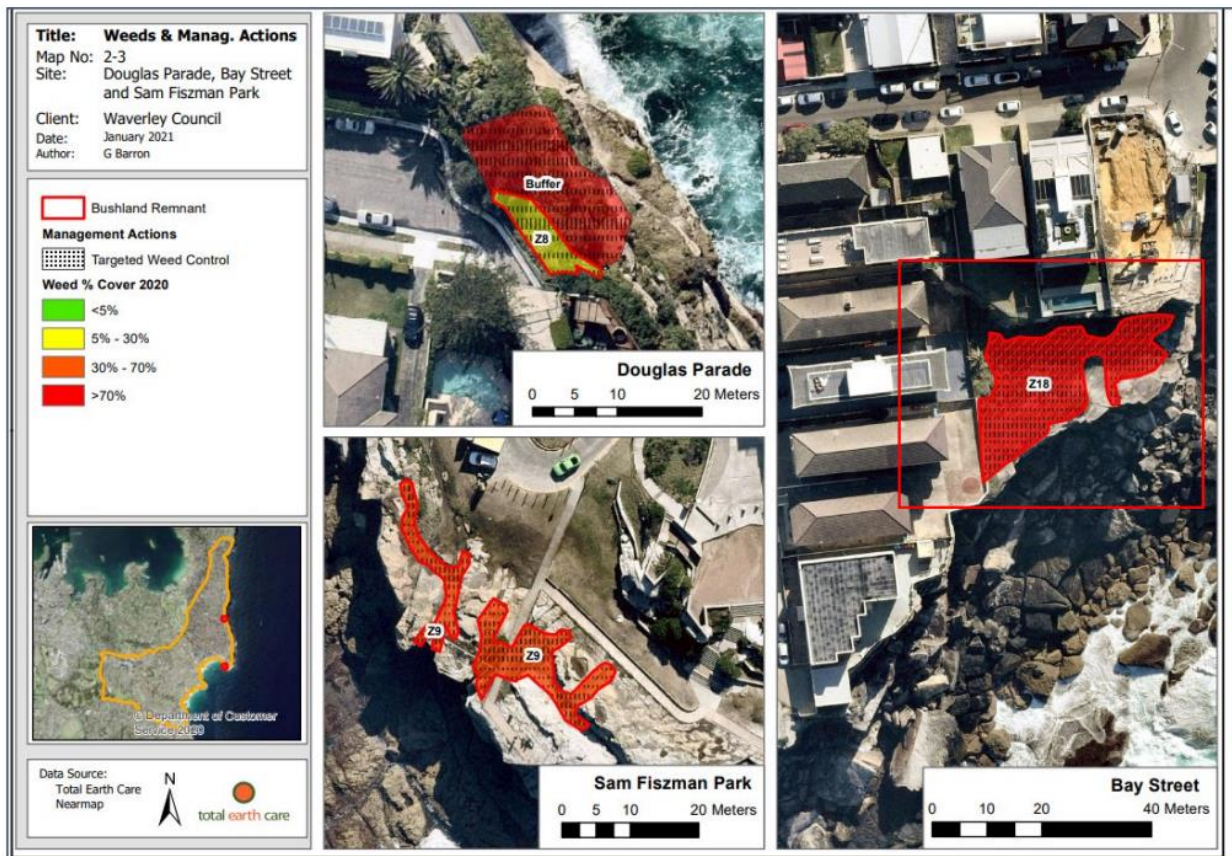 Title: Weeds & Manag. Actions
Map No: 2-3
Site: Douglas Parade, Bay Street
and Sam Fiszman Park
Client: Waverley Council
Date: January 2021
Author: G Barron
Bushland Remnant
Management Actions
Targeted Weed Control
Weed % Cover 2020
<5%
5% - 30%
30% - 70%
>70%
© Department of Customer
Service 2020
Data Source:
Total Earth Care
Nearmap
N
total earth care
Buffer
Z8
Douglas Parade
0 5 10 20 Meters
Z9
Z9
Sam Fiszman Park
0 5 10 20 Meters
Z18
Bay Street
0 10 20 40 Meters